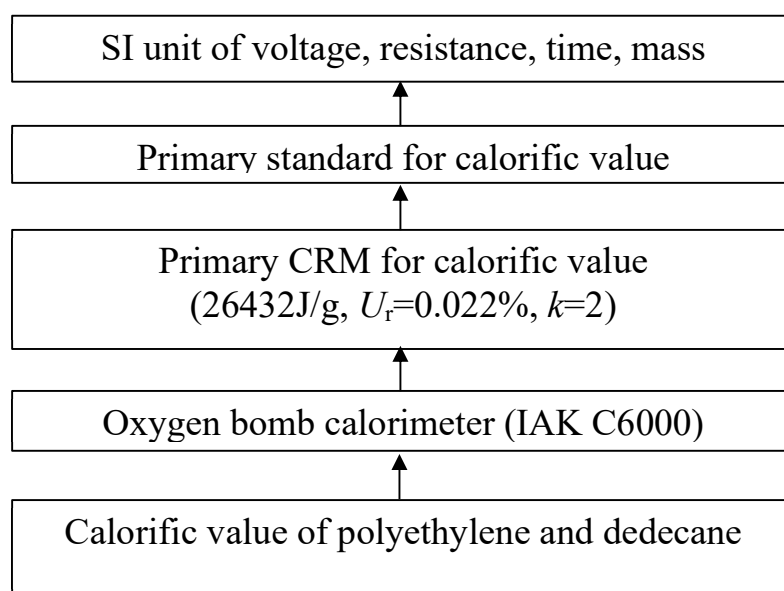 SI unit of voltage, resistance, time, mass
Primary standard for calorific value
Primary CRM for calorific value
(26432J/g, Ur=0.022%, k=2)
Oxygen bomb calorimeter (IAK C6000)
Calorific value of polyethylene and dedecane